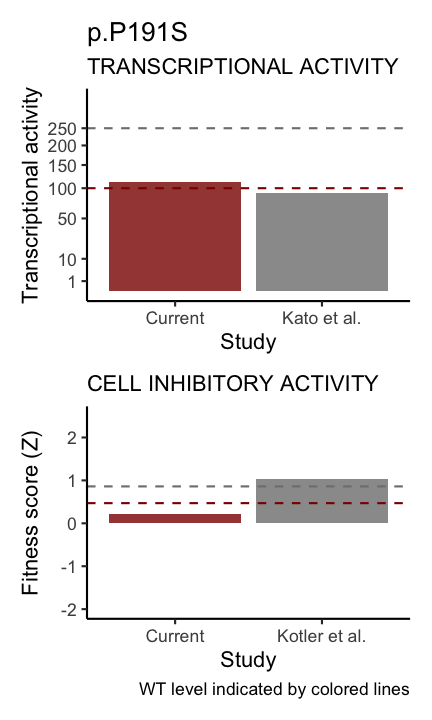 p.P191S
TRANSCRIPTIONAL ACTIVITY
Transcriptional activity
250
200
150
100
50
10
1
Current
Kato et al.
Study
CELL INHIBITORY ACTIVITY
Fitness score (Z)
2
1
0
-1
-2
Current
Kotler et al.
Study
WT level indicated by colored lines